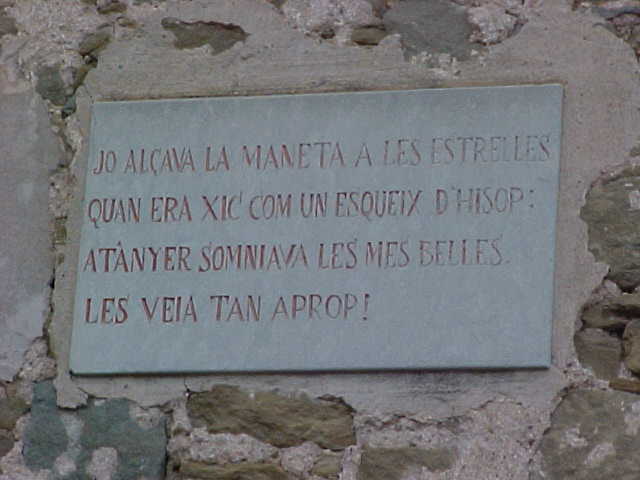 JO ALÇAVA LA MANETA A LES ESTRELLES
QUAN ERA XIC COM UN ESQUEIX D'HISOP:
ATÀNYER SOMNIAVA LES MES BELLES.
LES VEIA TAN APROP!